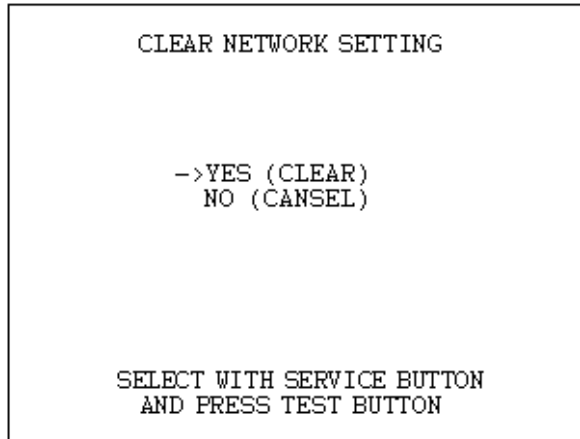 CLEAR NETWORK SETTING
->YES (CLEAR)
NO (CANSEL)
SELECT WITH SERVICE BUTTON
AND PRESS TEST BUTTON